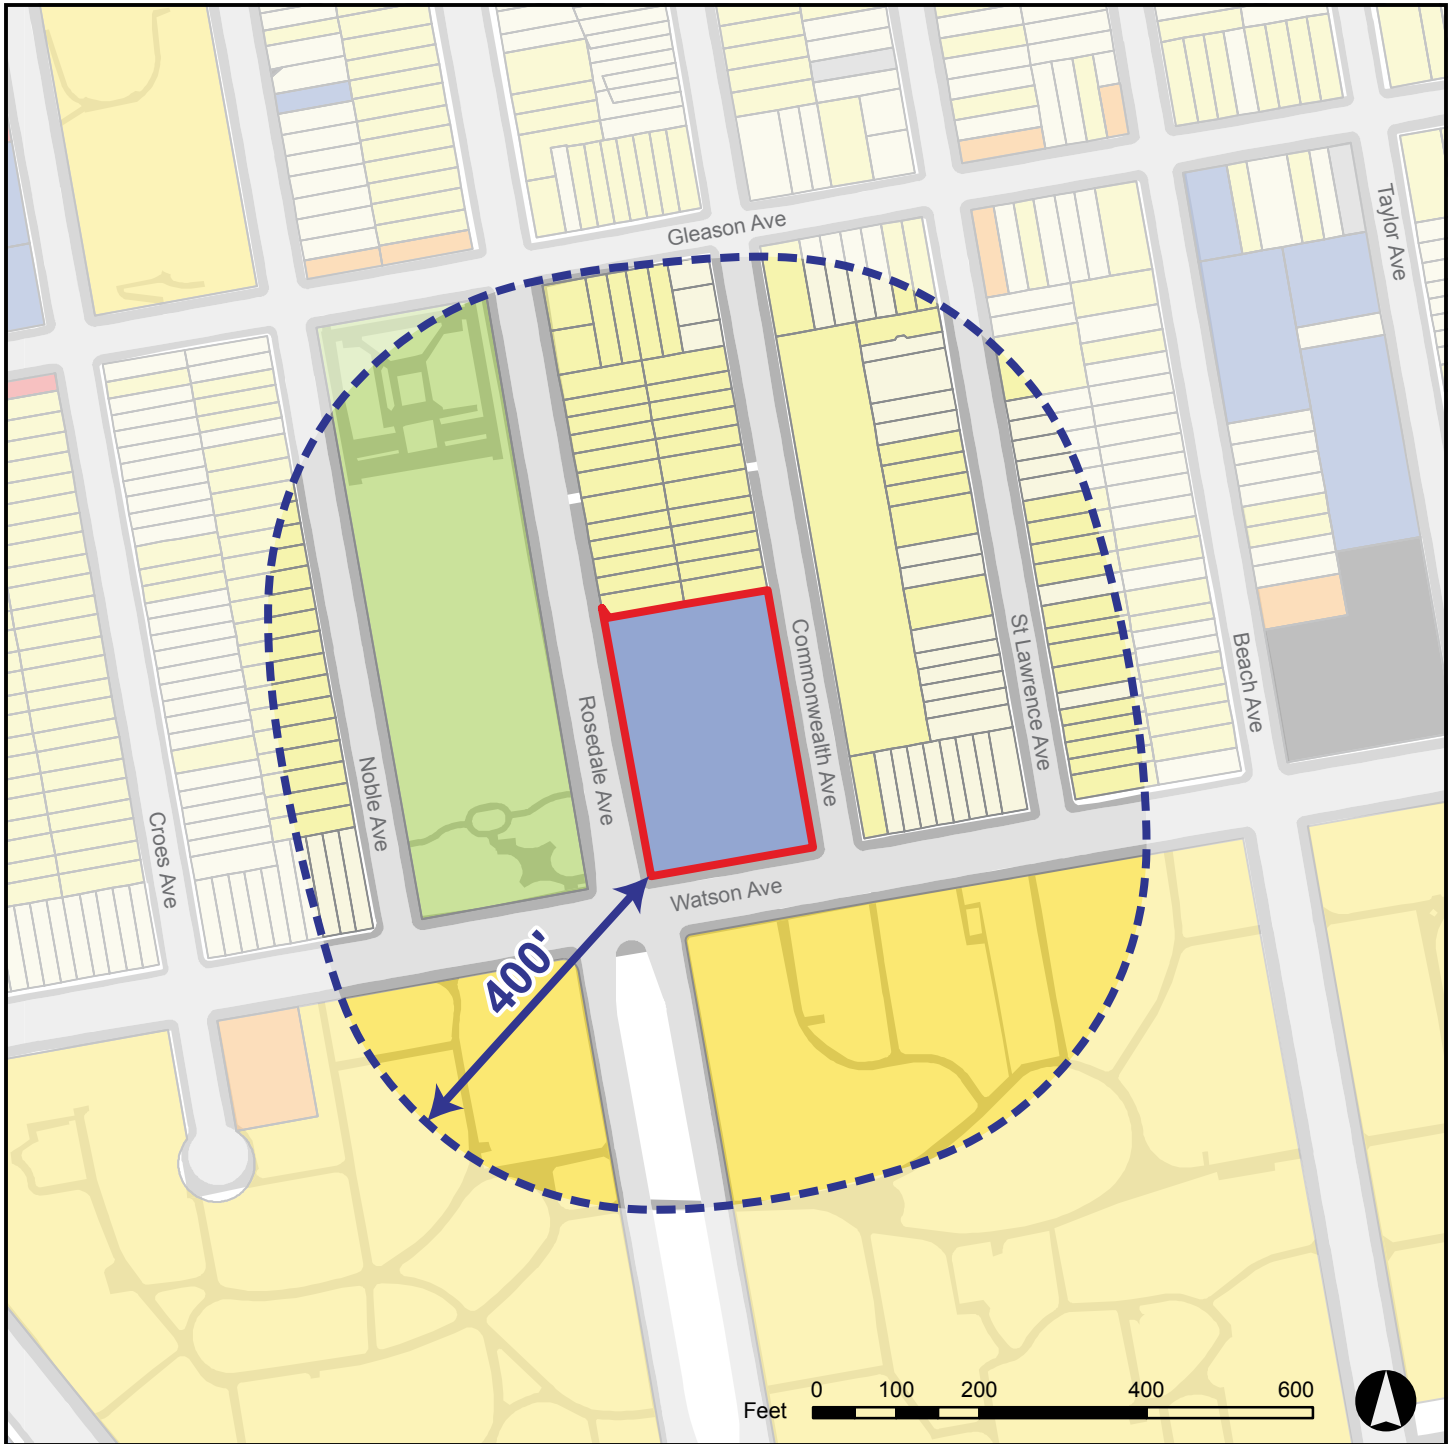 Gleason Ave
Taylor Ave
Commonwealth Ave
St Lawrence Ave
Beach Ave
Rosedale Ave
Noble Ave
Croes Ave
Watson Ave
400'
0 100 200 400 600
Feet